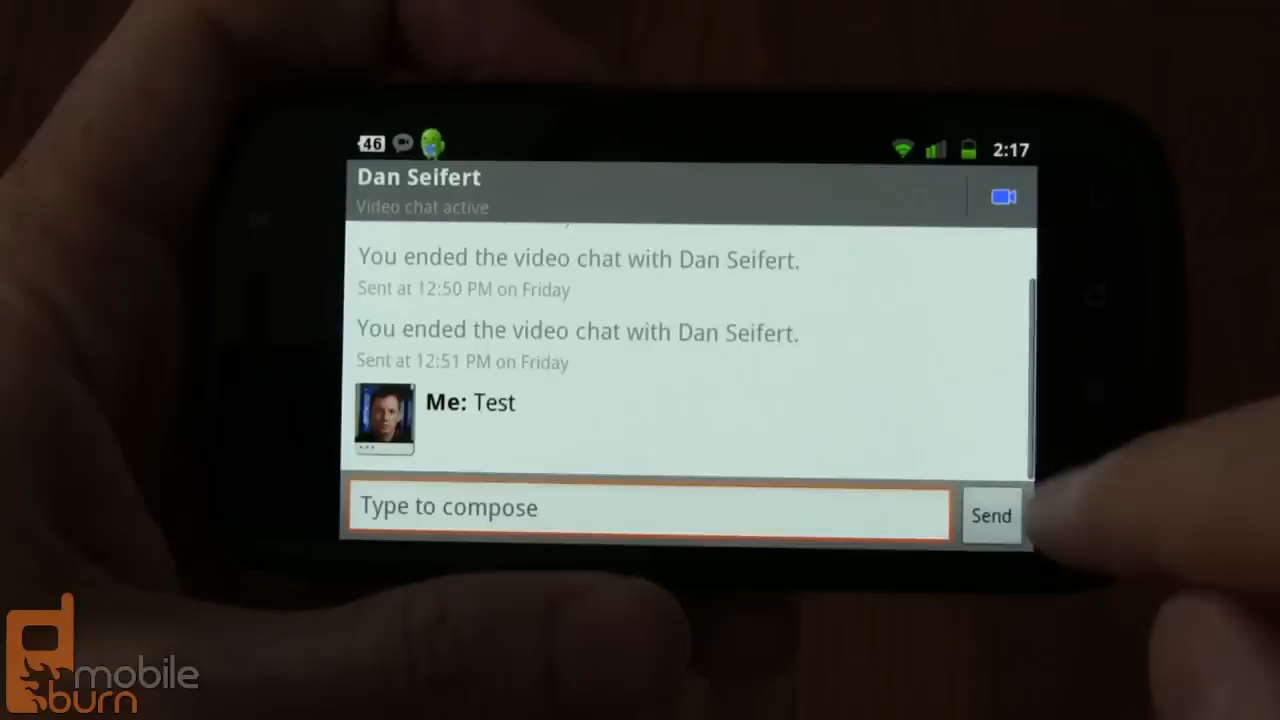 46
2:17
Dan Seifert
Video chat active
You ended the video chat with Dan Seifert.
Sent at 12:50 PM on Friday
You ended the video chat with Dan Seifert.
Sent at 12:51 PM on Friday
Me: Test
Type to compose
Send
mobile
burn